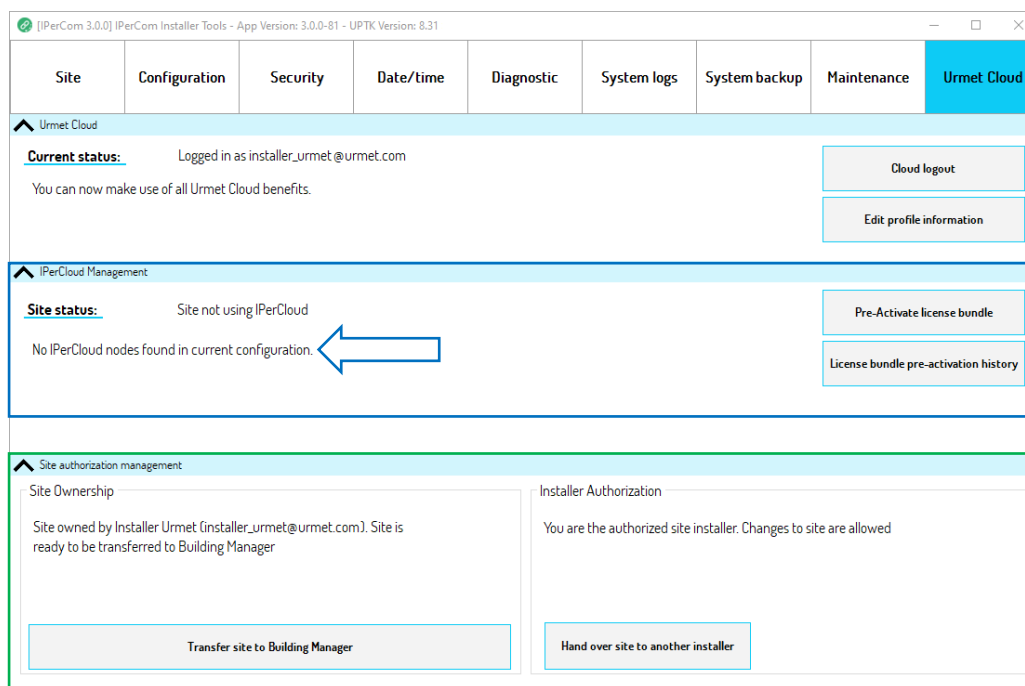 [IPerCom 3.0.0] IPerCom Installer Tools - App Version: 3.0.0-81 - UPTK Version: 8.31
Site
Configuration
Security
Date/time
Diagnostic
System logs
System backup
Maintenance
Urmet Cloud
Urmet Cloud
Current status:
Logged in as installer_urmet@urmet.com
You can now make use of all Urmet Cloud benefits.
Cloud logout
Edit profile information
IPerCloud Management
Site status:
Site not using IPerCloud
No IPerCloud nodes found in current configuration.
Pre-Activate license bundle
License bundle pre-activation history
Site authorization management
Site Ownership
Site owned by Installer Urmet (installer_urmet@urmet.com). Site is
ready to be transferred to Building Manager
Transfer site to Building Manager
Installer Authorization
You are the authorized site installer. Changes to site are allowed
Hand over site to another installer